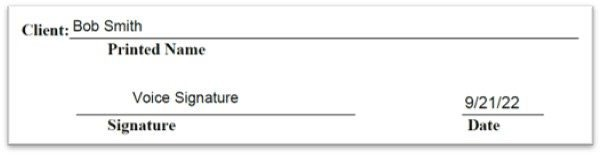 Client: Bob Smith
Printed Name
Voice Signature 9/21/22
Signature Date